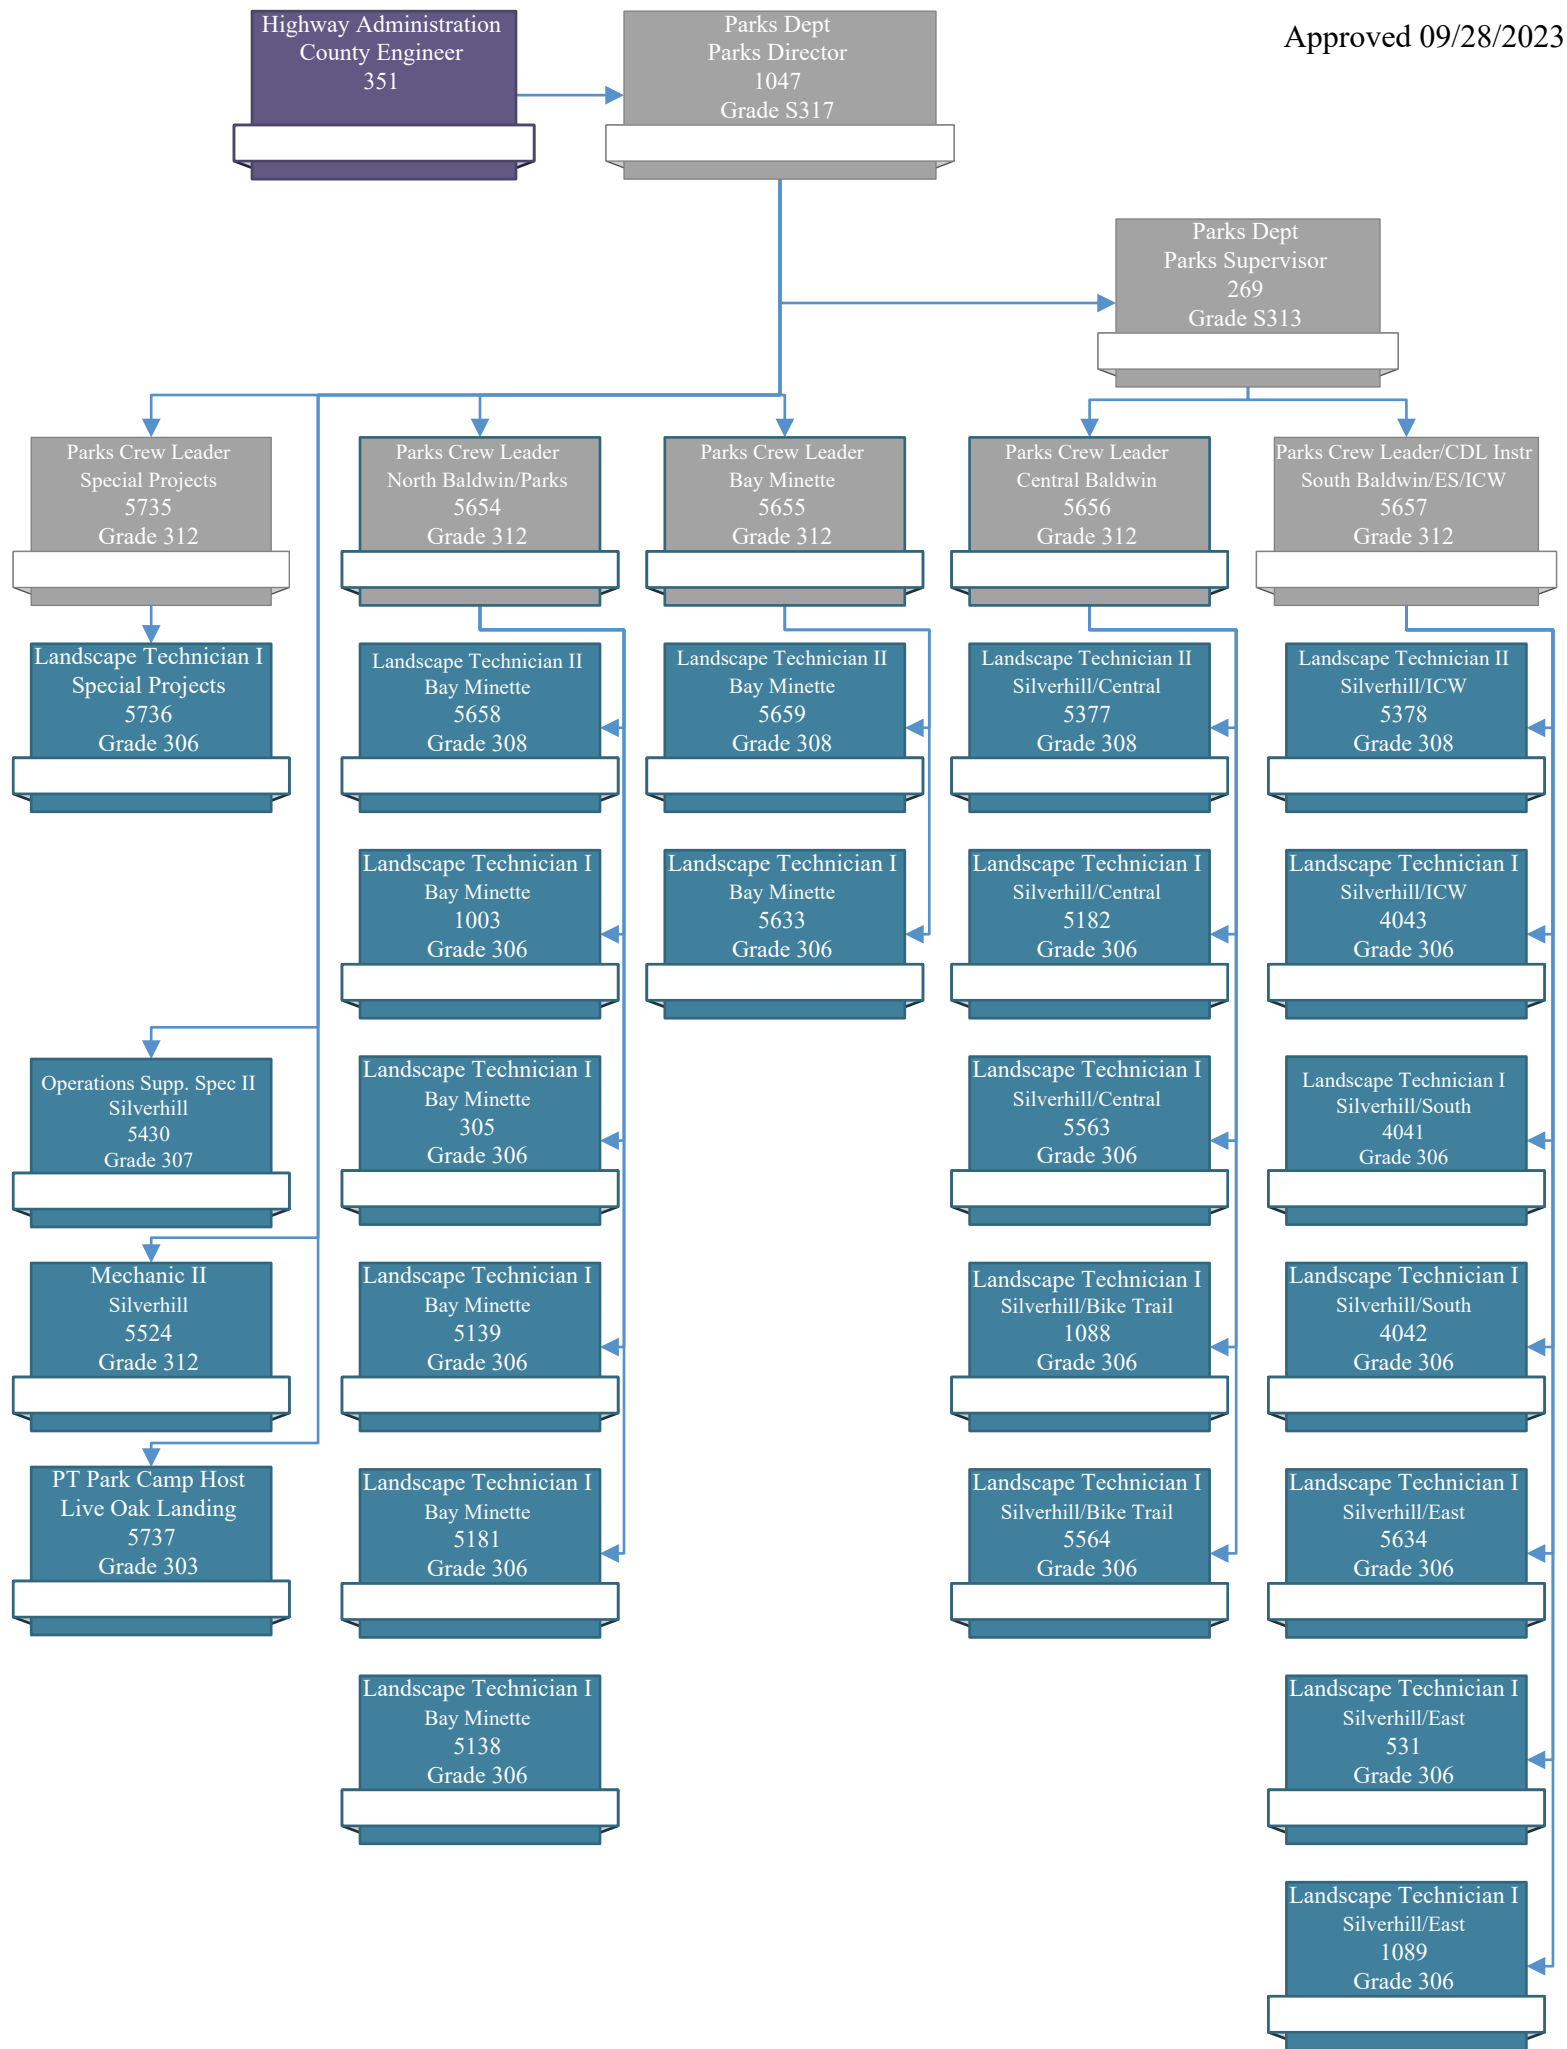 Highway Administration
County Engineer
351
Parks Dept
Parks Director
1047
Grade S317
Approved 09/28/2023
Parks Dept
Parks Supervisor
269
Grade S313
Parks Crew Leader
Special Projects
5735
Grade 312
Parks Crew Leader
North Baldwin/Parks
5654
Grade 312
Parks Crew Leader
Bay Minette
5655
Grade 312
Parks Crew Leader
Central Baldwin
5656
Grade 312
Parks Crew Leader/CDL Instr
South Baldwin/ES/ICW
5657
Grade 312
Landscape Technician I
Special Projects
5736
Grade 306
Landscape Technician II
Bay Minette
5658
Grade 308
Landscape Technician II
Bay Minette
5659
Grade 308
Landscape Technician II
Silverhill/Central
5377
Grade 308
Landscape Technician II
Silverhill/ICW
5378
Grade 308
Landscape Technician I
Bay Minette
1003
Grade 306
Landscape Technician I
Bay Minette
5633
Grade 306
Landscape Technician I
Silverhill/Central
5182
Grade 306
Landscape Technician I
Silverhill/ICW
4043
Grade 306
Operations Supp. Spec II
Silverhill
5430
Grade 307
Landscape Technician I
Bay Minette
305
Grade 306
Landscape Technician I
Silverhill/Central
5563
Grade 306
Landscape Technician I
Silverhill/South
4041
Grade 306
Mechanic II
Silverhill
5524
Grade 312
Landscape Technician I
Bay Minette
5139
Grade 306
Landscape Technician I
Silverhill/Bike Trail
1088
Grade 306
Landscape Technician I
Silverhill/South
4042
Grade 306
PT Park Camp Host
Live Oak Landing
5737
Grade 303
Landscape Technician I
Bay Minette
5181
Grade 306
Landscape Technician I
Silverhill/Bike Trail
5564
Grade 306
Landscape Technician I
Silverhill/East
5634
Grade 306
Landscape Technician I
Bay Minette
5138
Grade 306
Landscape Technician I
Silverhill/East
531
Grade 306
Landscape Technician I
Silverhill/East
1089
Grade 306